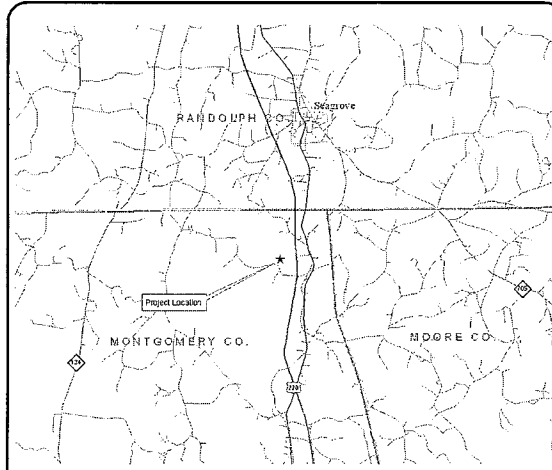 Seagrove
RANDOLPH CO.
Project Location
705
MONTGOMERY CO.
MOORE CO.
134
220